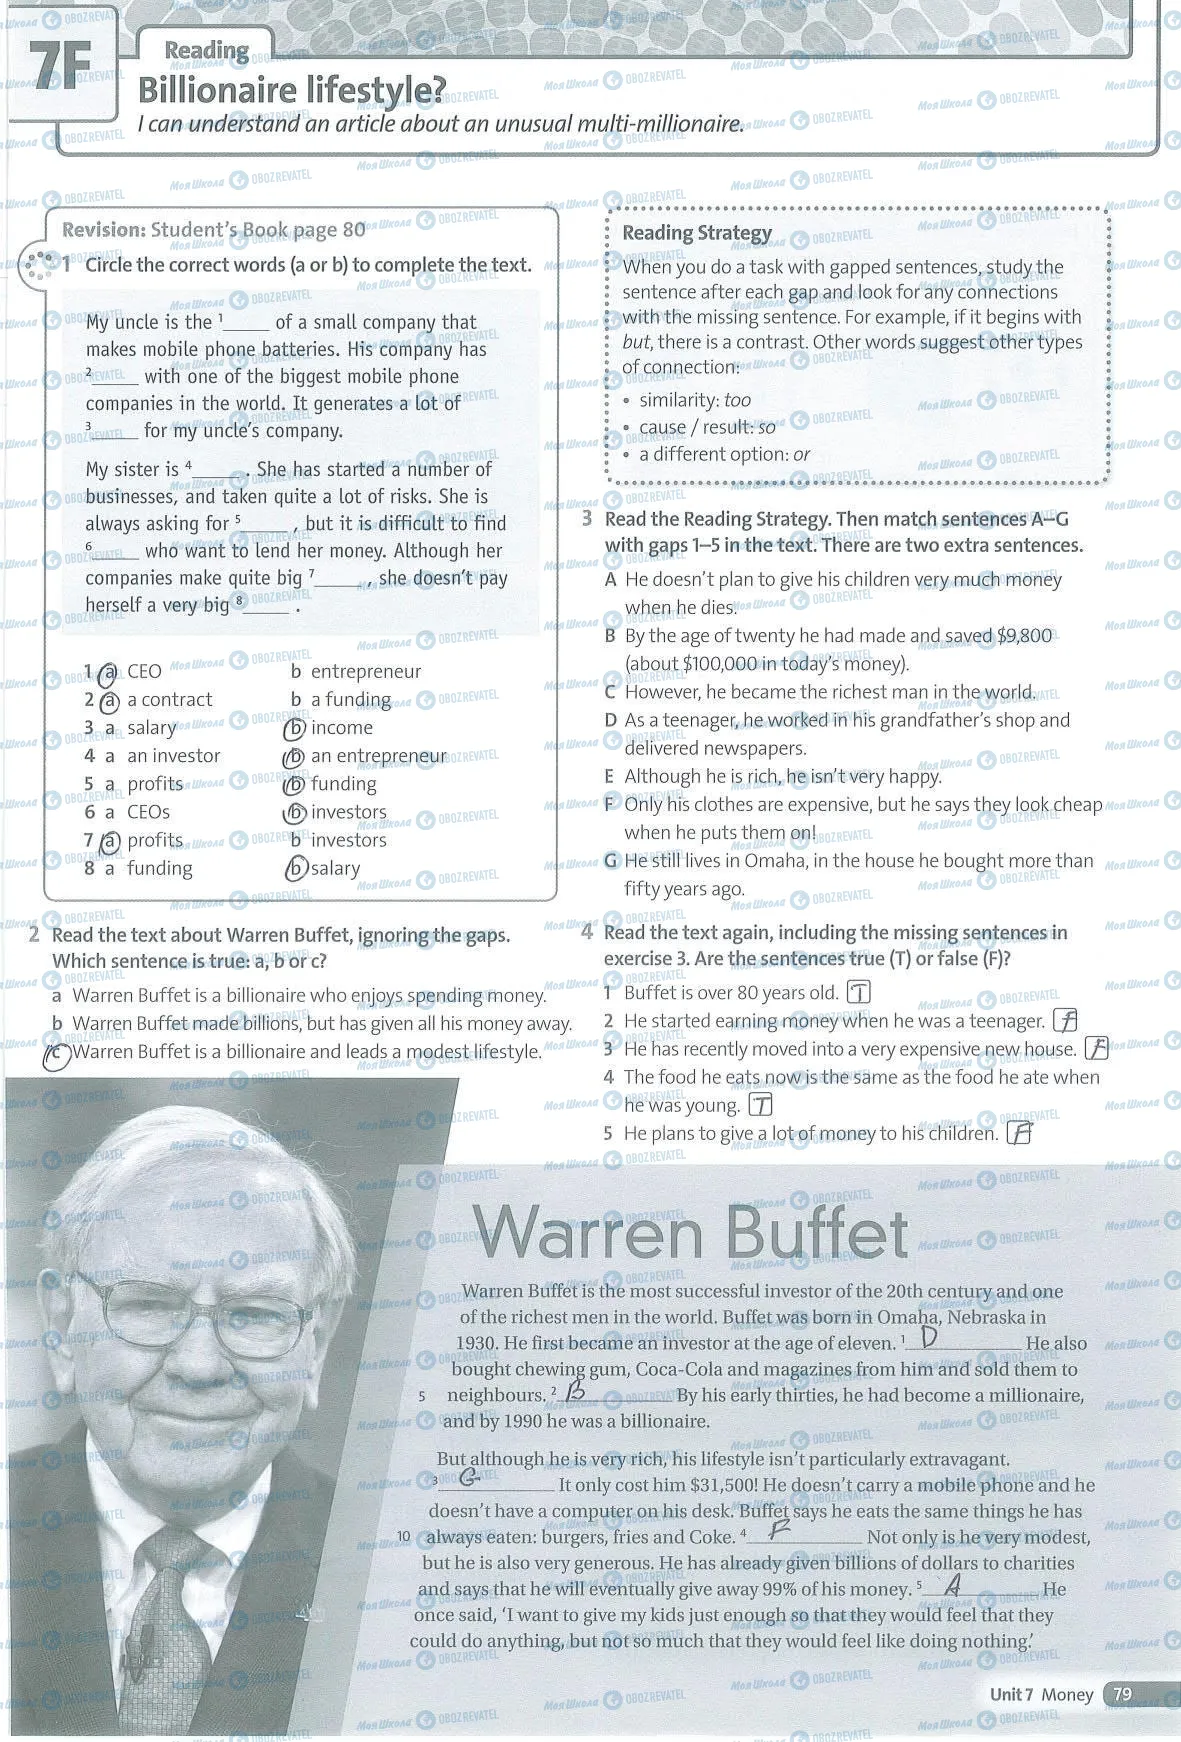 7F
Reading
Billionaire lifestyle?
I can understand an article about an unusual multi-millionaire.
Revision: Student's Book page 80
1 Circle the correct words (a or b) to complete the text.
My uncle is the 1____ of a small company that
makes mobile phone batteries. His company has
2____ with one of the biggest mobile phone
companies in the world. It generates a lot of
3____ for my uncle's company.
My sister is 4____. She has started a number of
businesses, and taken quite a lot of risks. She is
always asking for 5____, but it is difficult to find
6____ who want to lend her money. Although her
companies make quite big 7____, she doesn't pay
herself a very big 8____.
1 a CEO b entrepreneur
2 a a contract b a funding
3 a salary b income
4 a an investor b an entrepreneur
5 a profits b funding
6 a CEOs b investors
7 a profits b investors
8 a funding b salary
2 Read the text about Warren Buffet, ignoring the gaps.
Which sentence is true: a, b or c?
a Warren Buffet is a billionaire who enjoys spending money.
b Warren Buffet made billions, but has given all his money away.
c Warren Buffet is a billionaire and leads a modest lifestyle.
Reading Strategy
When you do a task with gapped sentences, study the
sentence after each gap and look for any connections
with the missing sentence. For example, if it begins with
but, there is a contrast. Other words suggest other types
of connection:
• similarity: too
• cause / result: so
• a different option: or
3 Read the Reading Strategy. Then match sentences A–G
with gaps 1–5 in the text. There are two extra sentences.
A He doesn't plan to give his children very much money
when he dies.
B By the age of twenty he had made and saved $9,800
(about $100,000 in today's money).
C However, he became the richest man in the world.
D As a teenager, he worked in his grandfather's shop and
delivered newspapers.
E Although he is rich, he isn't very happy.
F Only his clothes are expensive, but he says they look cheap
when he puts them on!
G He still lives in Omaha, in the house he bought more than
fifty years ago.
4 Read the text again, including the missing sentences in
exercise 3. Are the sentences true (T) or false (F)?
1 Buffet is over 80 years old. T
2 He started earning money when he was a teenager. F
3 He has recently moved into a very expensive new house. F
4 The food he eats now is the same as the food he ate when
he was young. T
5 He plans to give a lot of money to his children. F
Warren Buffet
Warren Buffet is the most successful investor of the 20th century and one
of the richest men in the world. Buffet was born in Omaha, Nebraska in
1930. He first became an investor at the age of eleven. 1 D He also
bought chewing gum, Coca-Cola and magazines from him and sold them to
5 neighbours. 2 B By his early thirties, he had become a millionaire,
and by 1990 he was a billionaire.
But although he is very rich, his lifestyle isn't particularly extravagant.
3 G It only cost him $31,500! He doesn't carry a mobile phone and he
doesn't have a computer on his desk. Buffet says he eats the same things he has
10 always eaten: burgers, fries and Coke. 4 F Not only is he very modest,
but he is also very generous. He has already given billions of dollars to charities
and says that he will eventually give away 99% of his money. 5 A He
once said, 'I want to give my kids just enough so that they would feel that they
could do anything, but not so much that they would feel like doing nothing.'
Unit 7 Money 79
МояШкола OBOZREVATEL